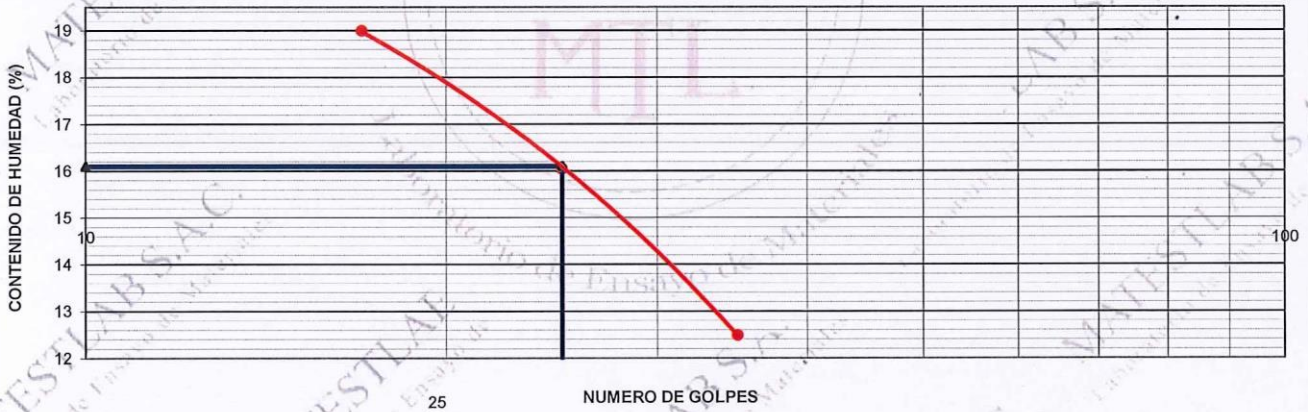 CONTENIDO DE HUMEDAD (%)
19
18
17
16
15
14
13
12
10
100
25
NUMERO DE GOLPES
MTL
Laboratorio de Ensayo de Materiales
MATESTLAB S.A.C.